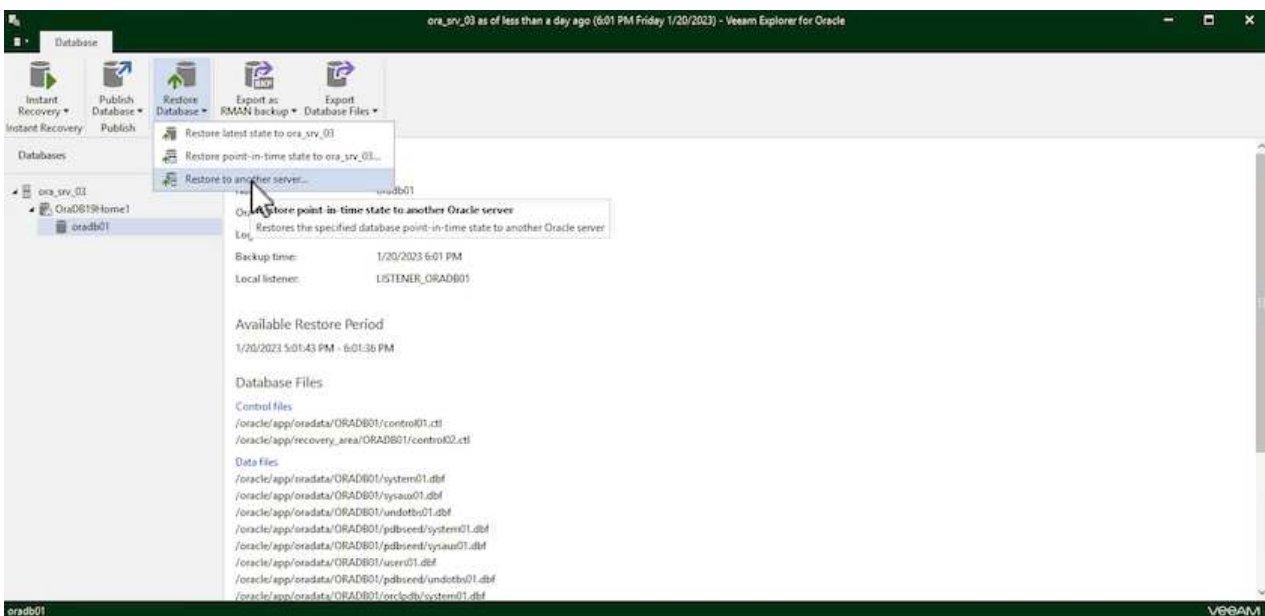 ora_srv_03 as of less than a day ago (6:01 PM Friday 1/20/2023) - Veeam Explorer for Oracle
Database
Instant Recovery
Publish Database
Restore Database
Export as RMAN backup
Export Database Files
Instant Recovery
Publish
Restore latest state to ora_srv_03
Restore point-in-time state to ora_srv_03...
Restore to another server...
Databases
ora_srv_03
OraDB19Home1
oradb01
oradb01
Restore point-in-time state to another Oracle server
Restores the specified database point-in-time state to another Oracle server
Backup time: 1/20/2023 6:01 PM
Local listener: LISTENER_ORADB01
Available Restore Period
1/20/2023 5:01:43 PM - 6:01:36 PM
Database Files
Control files
/oracle/app/oradata/ORADB01/control01.ctl
/oracle/app/recovery_area/ORADB01/control02.ctl
Data files
/oracle/app/oradata/ORADB01/system01.dbf
/oracle/app/oradata/ORADB01/sysaux01.dbf
/oracle/app/oradata/ORADB01/undotbs01.dbf
/oracle/app/oradata/ORADB01/pdbseed/system01.dbf
/oracle/app/oradata/ORADB01/pdbseed/sysaux01.dbf
/oracle/app/oradata/ORADB01/users01.dbf
/oracle/app/oradata/ORADB01/pdbseed/undotbs01.dbf
/oracle/app/oradata/ORADB01/orclpdb/system01.dbf
oradb01
veeam